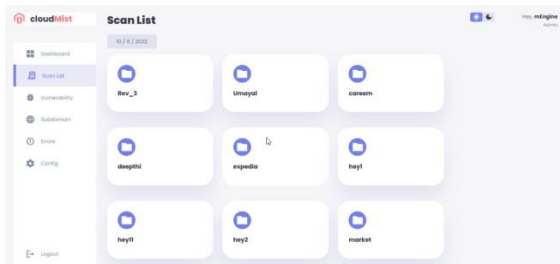 cloudMist
Scan List
Hey, mEngine
Admin
10 / 6 / 2022
Dashboard
Scan List
Vulnerability
Subdomain
Errors
Config
Logout
Rev_3
Umayal
careem
deepthi
expedia
hey1
hey11
hey2
market